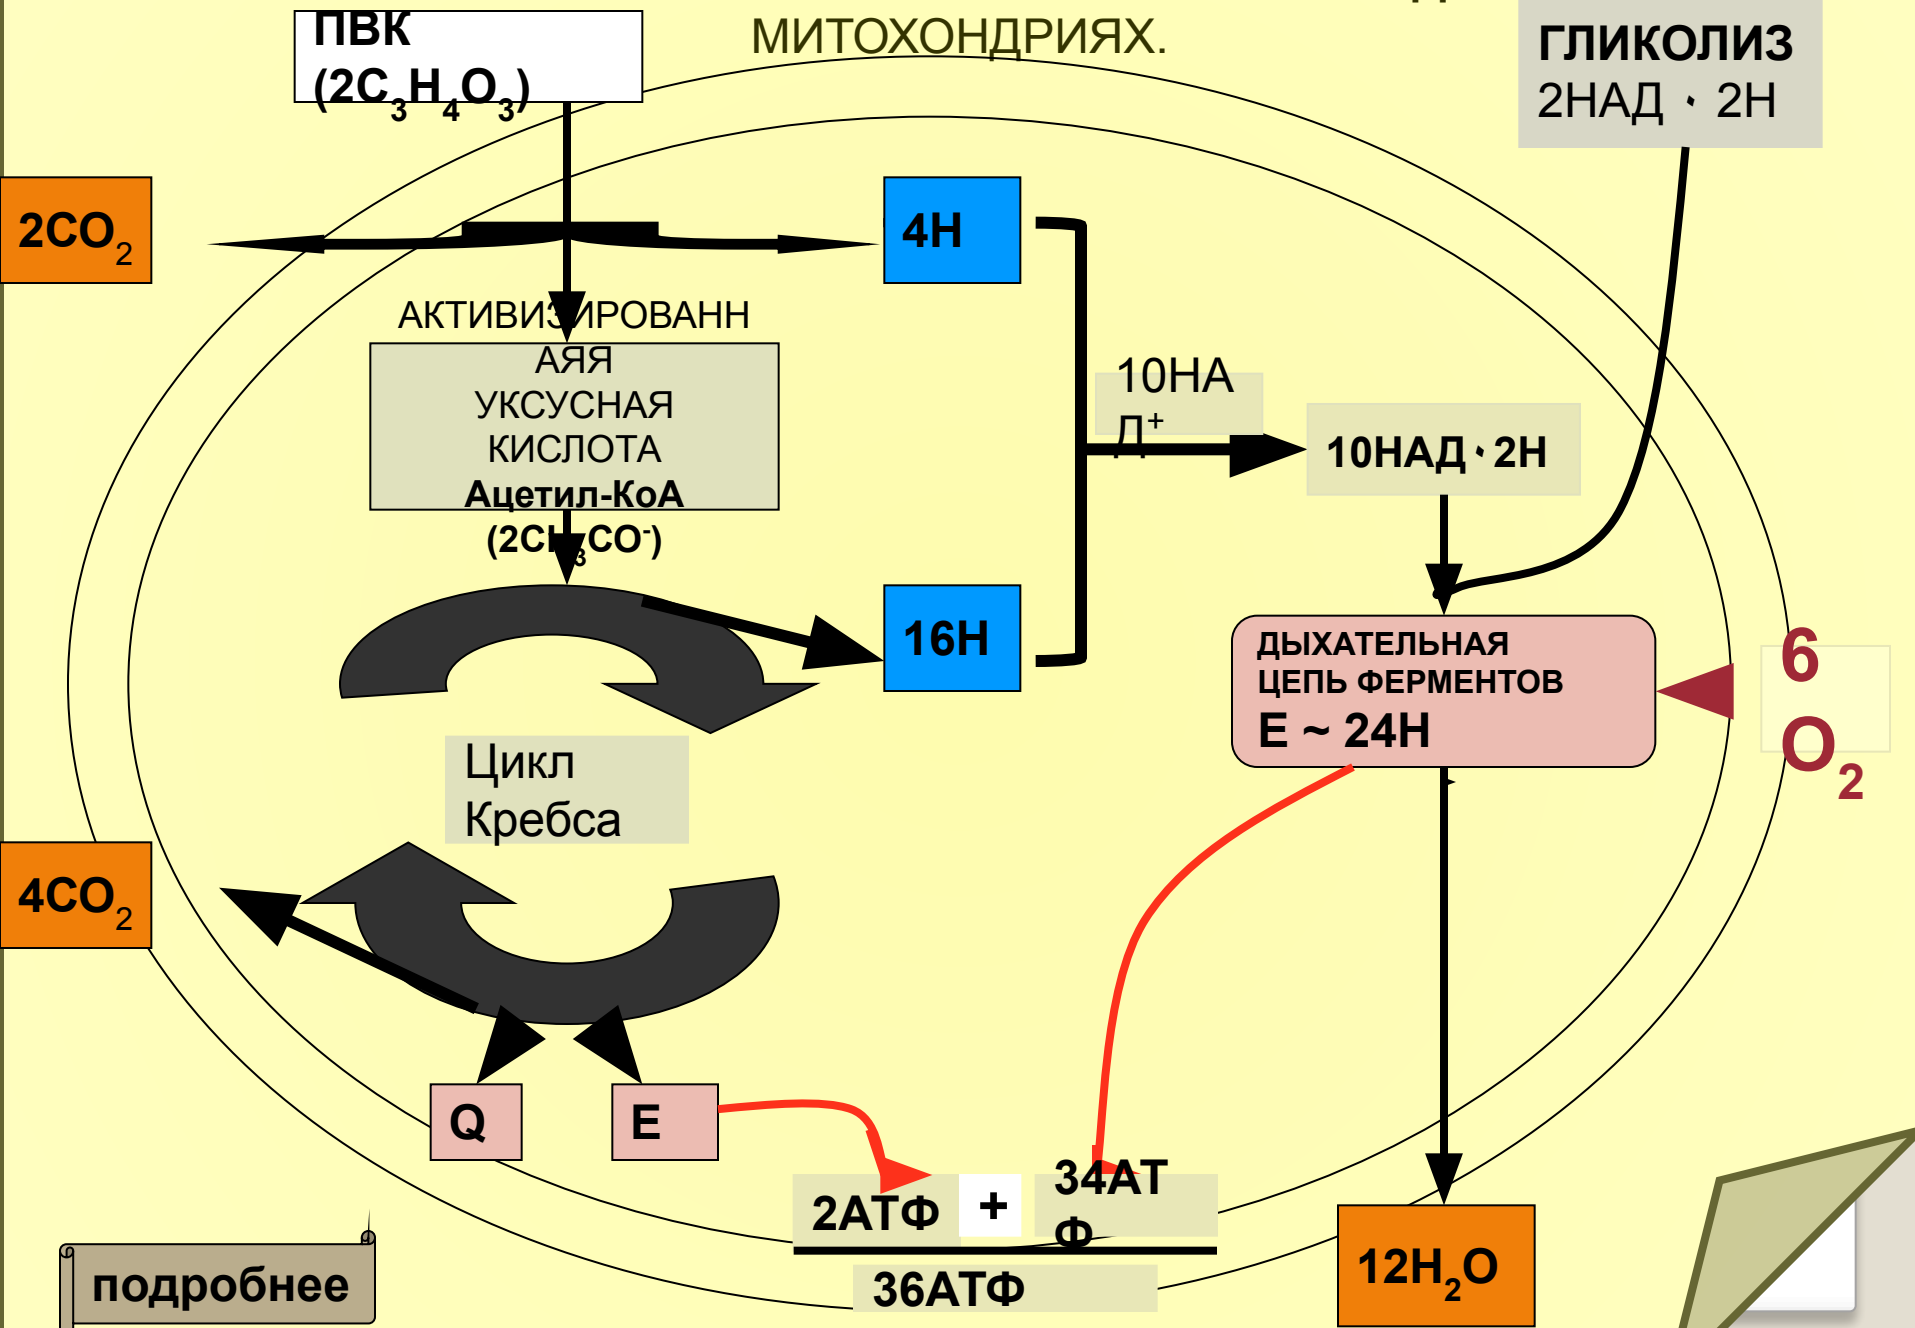 МИТОХОНДРИЯХ.
ПВК
(2C₃H₄O₃)
ГЛИКОЛИЗ
2НАД · 2Н
2CO₂
4Н
АКТИВИЗИРОВАНН
АЯЯ
УКСУСНАЯ
КИСЛОТА
Ацетил-КоА
(2CH₃CO⁻)
10НА
Д⁺
10НАД · 2Н
16Н
ДЫХАТЕЛЬНАЯ
ЦЕПЬ ФЕРМЕНТОВ
Е ~ 24Н
6
О₂
Цикл
Кребса
4CO₂
Q
E
2АТФ
+
34АТ
Ф
36АТФ
12H₂O
подробнее